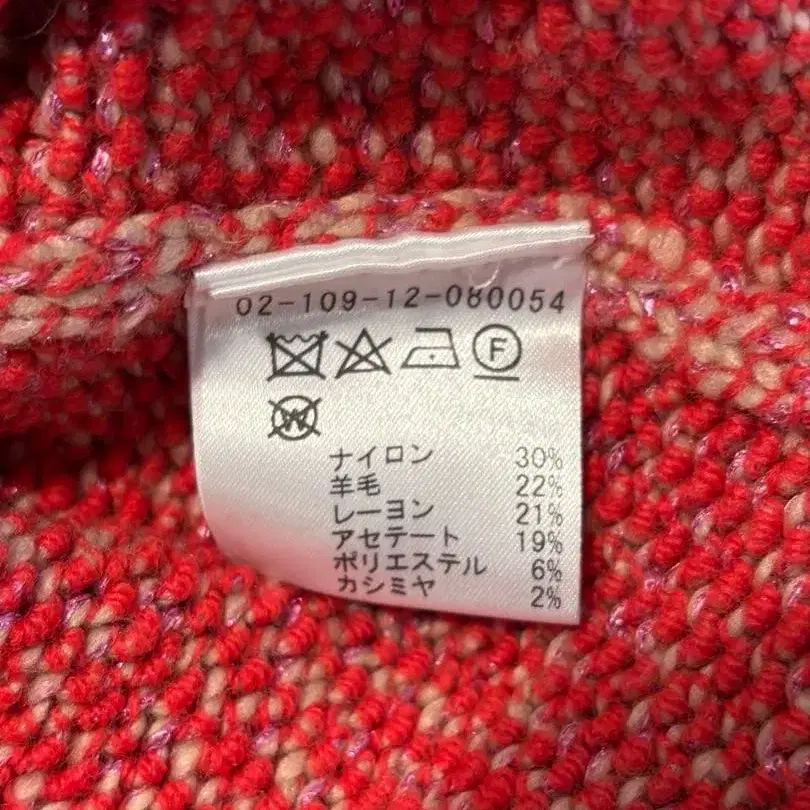 02-109-12-080054
F
W
ナイロン 30%
羊毛 22%
レーヨン 21%
アセテート 19%
ポリエステル 6%
カシミヤ 2%